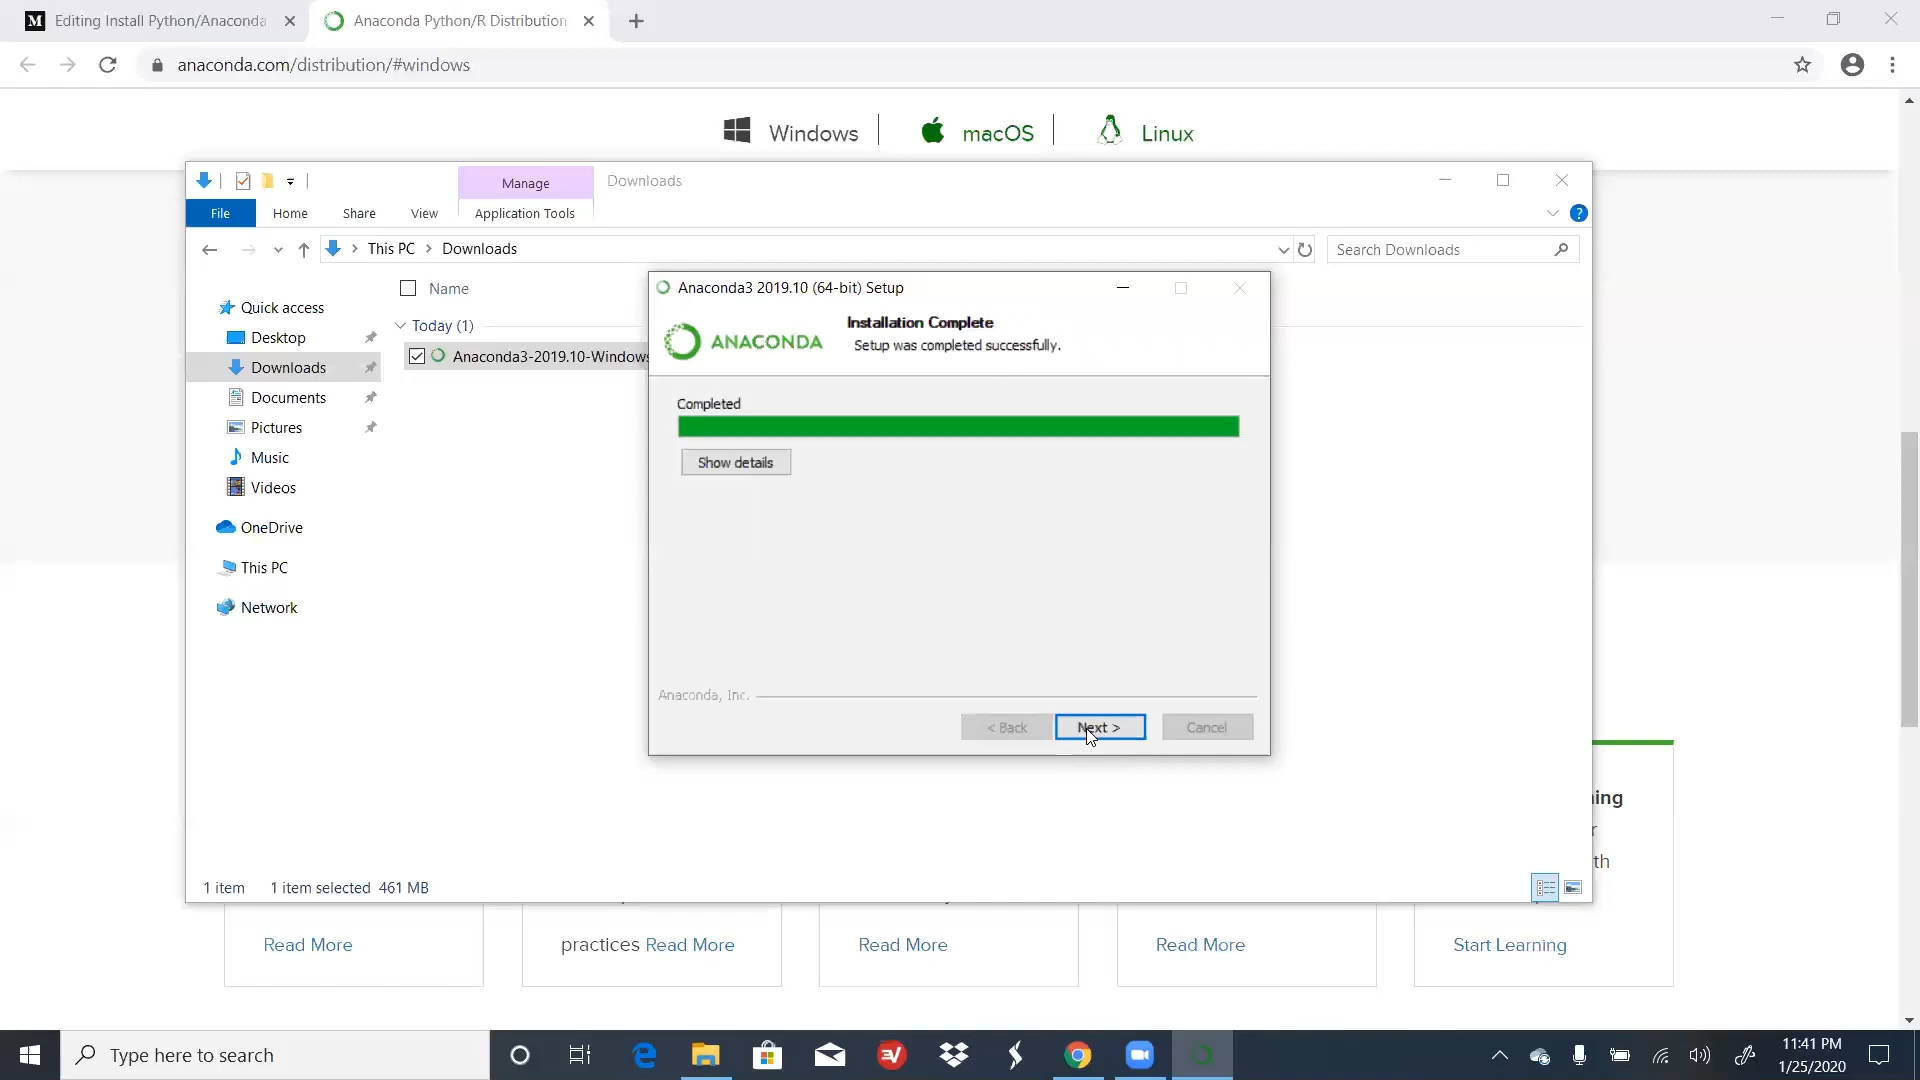 Editing Install Python/Anaconda
Anaconda Python/R Distribution
anaconda.com/distribution/#windows
Windows
macOS
Linux
Manage
Downloads
File
Home
Share
View
Application Tools
This PC
Downloads
Search Downloads
Name
Quick access
Desktop
Downloads
Documents
Pictures
Music
Videos
OneDrive
This PC
Network
Today (1)
Anaconda3-2019.10-Windows
Anaconda3 2019.10 (64-bit) Setup
ANACONDA
Installation Complete
Setup was completed successfully.
Completed
Show details
Anaconda, Inc.
< Back
Next >
Cancel
1 item
1 item selected 461 MB
ing
r
th
Read More
practices Read More
Read More
Read More
Start Learning
Type here to search
11:41 PM
1/25/2020